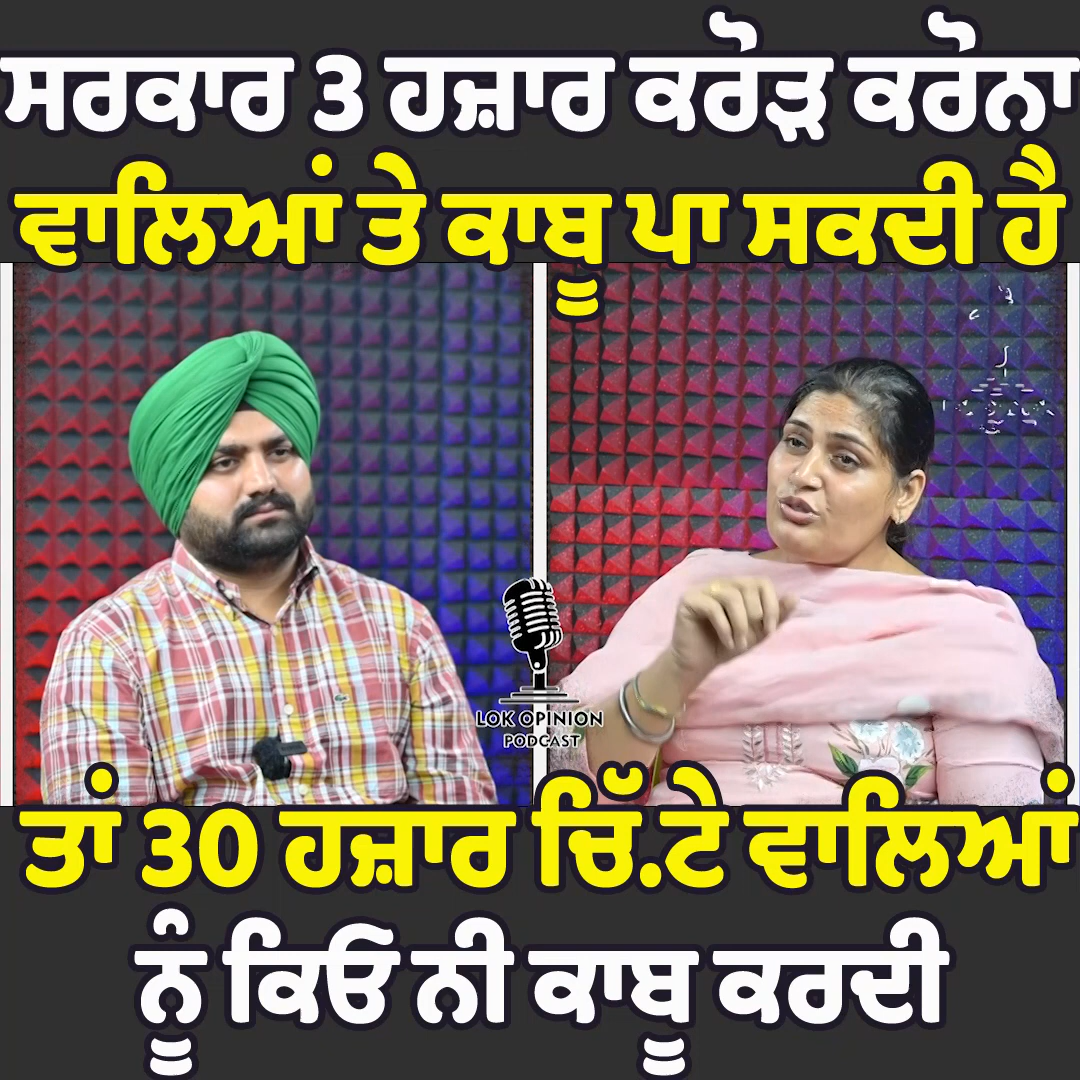 ਸਰਕਾਰ 3 ਹਜ਼ਾਰ ਕਰੋੜ ਕਰੋਨਾ
ਵਾਲਿਆਂ ਤੇ ਕਾਬੂ ਪਾ ਸਕਦੀ ਹੈ
LOK OPINION
PODCAST
ਤਾਂ 30 ਹਜ਼ਾਰ ਚਿੱ.ਟੇ ਵਾਲਿਆਂ
ਨੂੰ ਕਿਓਂ ਨੀ ਕਾਬੂ ਕਰਦੀ